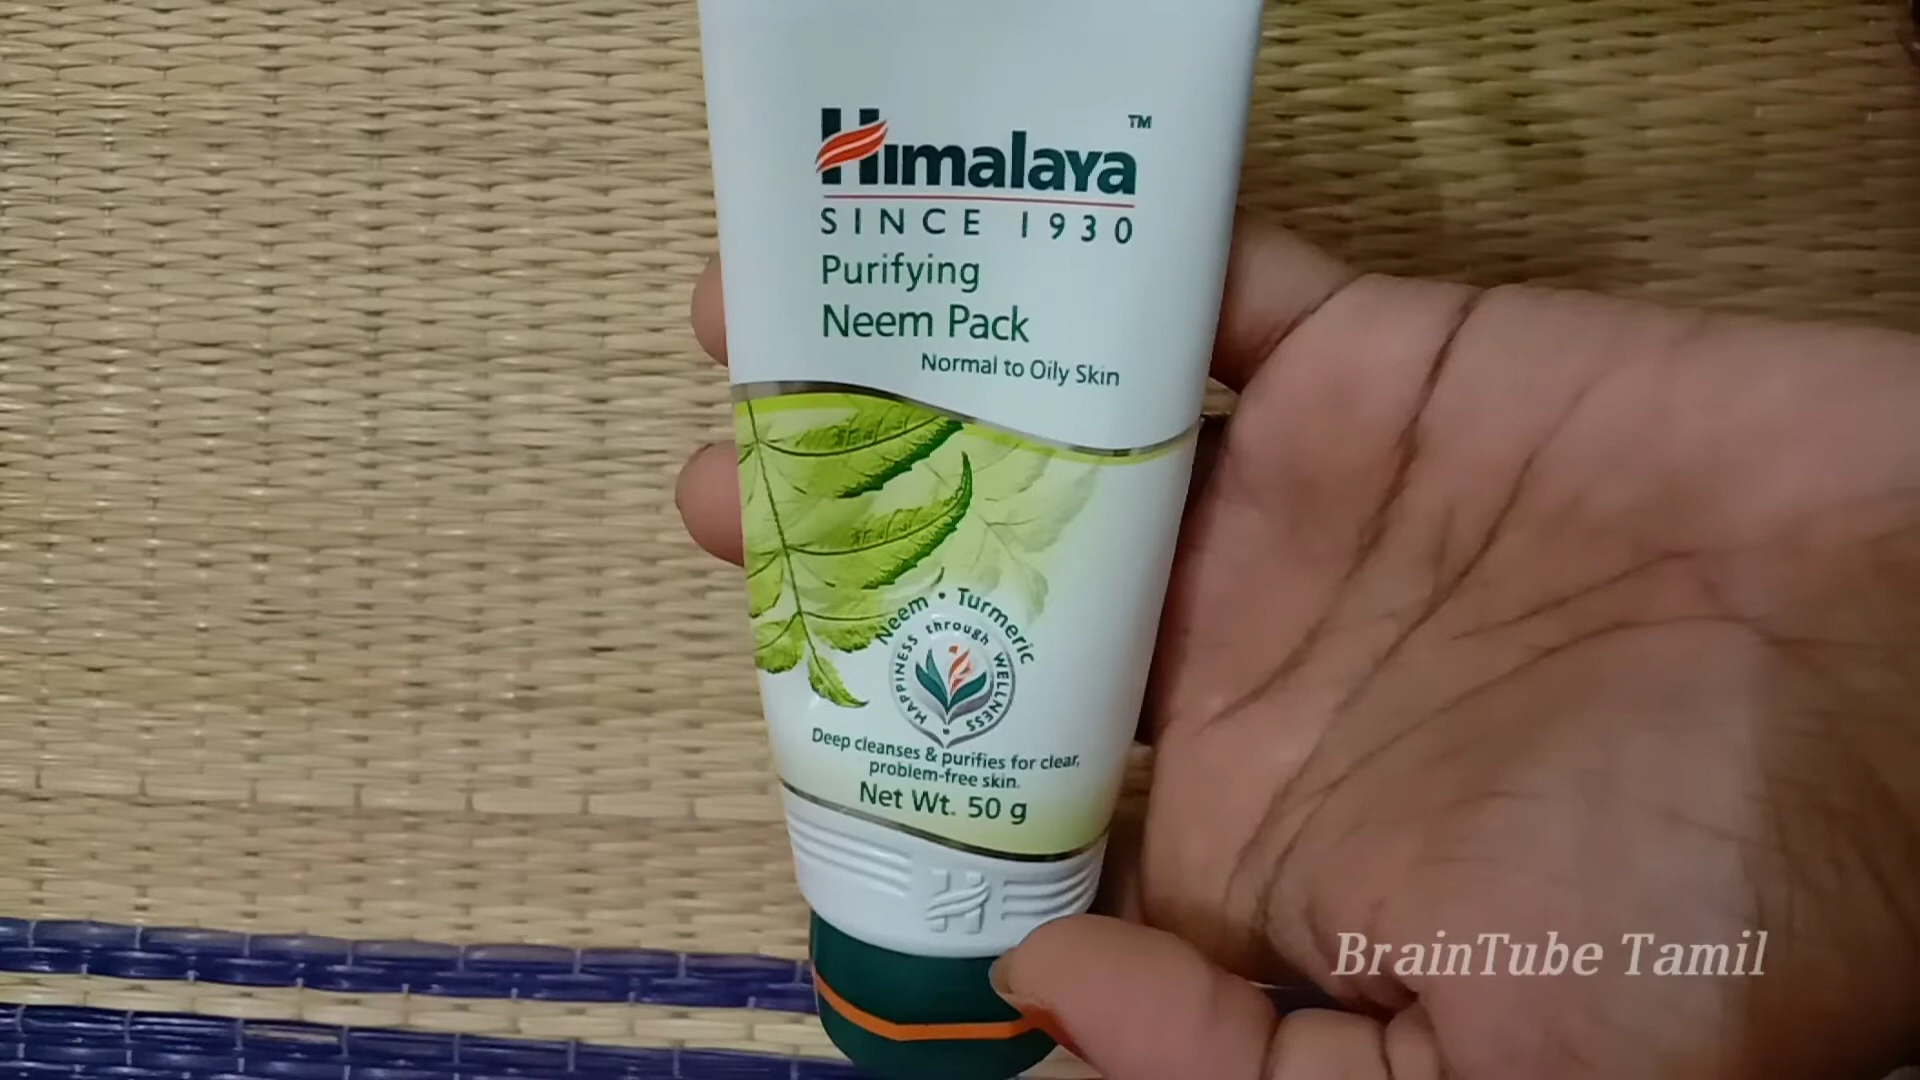 Himalaya™
SINCE 1930
Purifying
Neem Pack
Normal to Oily Skin
Neem • Turmeric
HAPPINESS through WELLNESS
Deep cleanses & purifies for clear,
problem-free skin.
Net Wt. 50 g
BrainTube Tamil